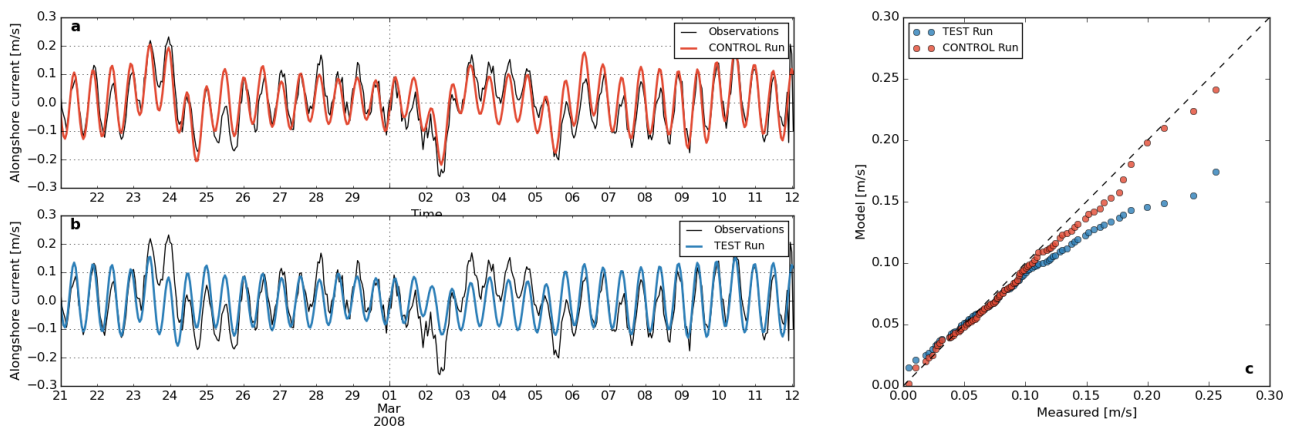 a
Observations
CONTROL Run
Alongshore current [m/s]
0.3
0.2
0.1
0.0
−0.1
−0.2
−0.3
22 23 24 25 26 27 28 29 01 02 03 04 05 06 07 08 09 10 11 12
Time
b
Observations
TEST Run
Alongshore current [m/s]
0.3
0.2
0.1
0.0
−0.1
−0.2
−0.3
21 22 23 24 25 26 27 28 29 01 02 03 04 05 06 07 08 09 10 11 12
Mar
2008
TEST Run
CONTROL Run
Model [m/s]
0.30
0.25
0.20
0.15
0.10
0.05
0.00
c
0.00 0.05 0.10 0.15 0.20 0.25 0.30
Measured [m/s]